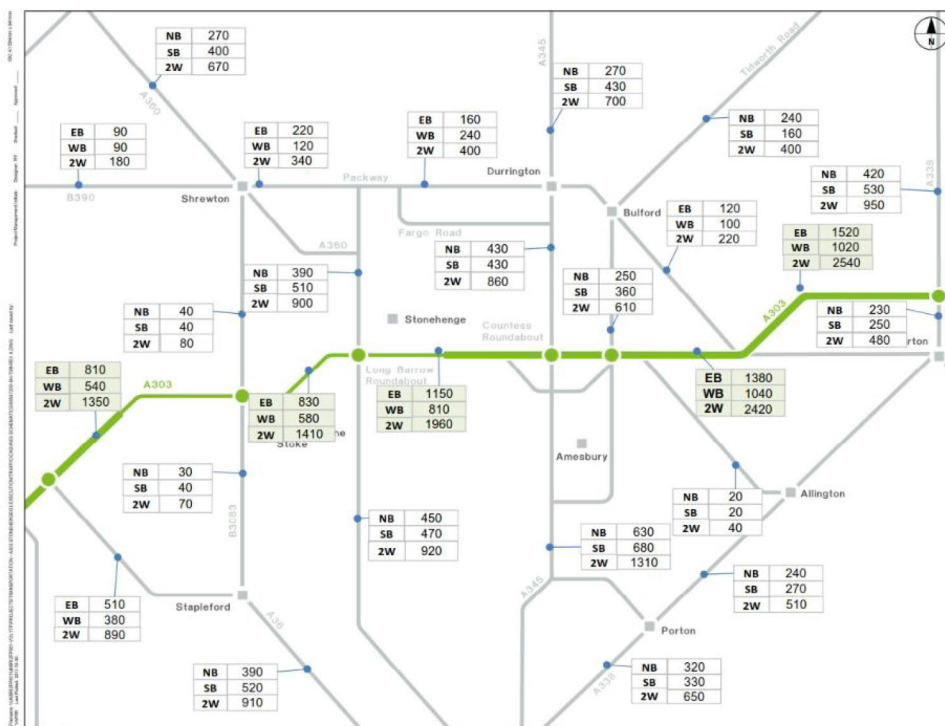 NB 270
SB 400
2W 670
A360
EB 90
WB 90
2W 180
B390
EB 220
WB 120
2W 340
Shrewton
Packway
EB 160
WB 240
2W 400
A345
NB 270
SB 430
2W 700
Durrington
Tidworth Road
NB 240
SB 160
2W 400
N
A338
NB 420
SB 530
2W 950
Bulford
Fargo Road
A360
EB 120
WB 100
2W 220
EB 1520
WB 1020
2W 2540
NB 430
SB 430
2W 860
NB 390
SB 510
2W 900
NB 250
SB 360
2W 610
A303
NB 40
SB 40
2W 80
Stonehenge
Countess
Roundabout
NB 230
SB 250
2W 480
rton
EB 810
WB 540
2W 1350
A303
Long Barrow
Roundabout
EB 830
WB 580
2W 1410
Stoke
ne
EB 1150
WB 810
2W 1960
EB 1380
WB 1040
2W 2420
Amesbury
NB 30
SB 40
2W 70
B3083
NB 20
SB 20
2W 40
Allington
NB 450
SB 470
2W 920
NB 630
SB 680
2W 1310
A345
NB 240
SB 270
2W 510
EB 510
WB 380
2W 890
Stapleford
A36
Porton
NB 390
SB 520
2W 910
A338
NB 320
SB 330
2W 650